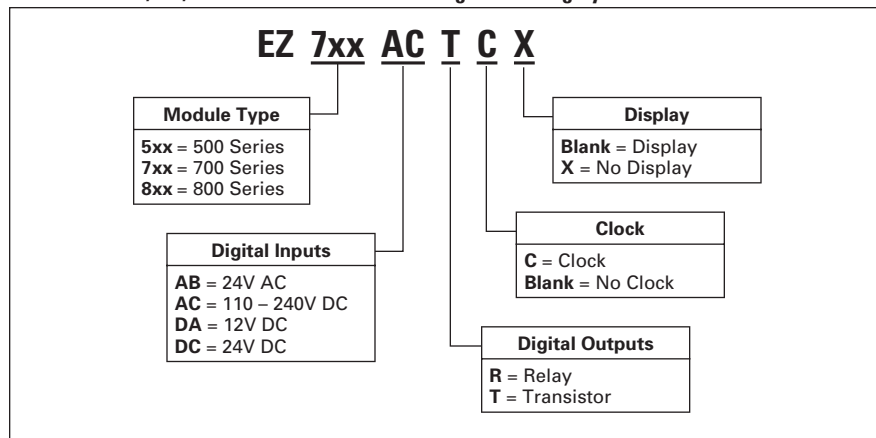 EZ 7xx AC T C X
Module Type
5xx = 500 Series
7xx = 700 Series
8xx = 800 Series
Display
Blank = Display
X = No Display
Digital Inputs
AB = 24V AC
AC = 110 – 240V DC
DA = 12V DC
DC = 24V DC
Clock
C = Clock
Blank = No Clock
Digital Outputs
R = Relay
T = Transistor